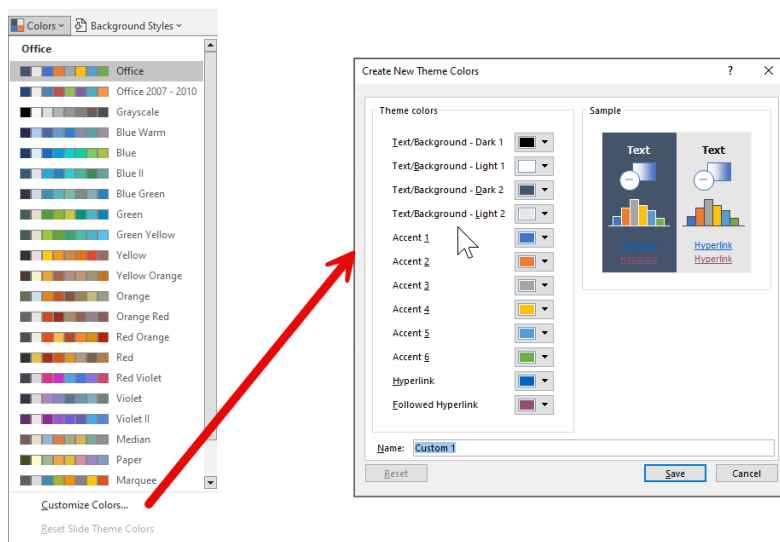 Colors Background Styles
Office
Office
Office 2007 - 2010
Grayscale
Blue Warm
Blue
Blue II
Blue Green
Green
Green Yellow
Yellow
Yellow Orange
Orange
Orange Red
Red Orange
Red
Red Violet
Violet
Violet II
Median
Paper
Marquee
Customize Colors...
Reset Slide Theme Colors
Create New Theme Colors ?
Theme colors
Text/Background - Dark 1
Text/Background - Light 1
Text/Background - Dark 2
Text/Background - Light 2
Accent 1
Accent 2
Accent 3
Accent 4
Accent 5
Accent 6
Hyperlink
Followed Hyperlink
Sample
Text Text
Hyperlink Hyperlink
Hyperlink Hyperlink
Name: Custom 1
Reset Save Cancel